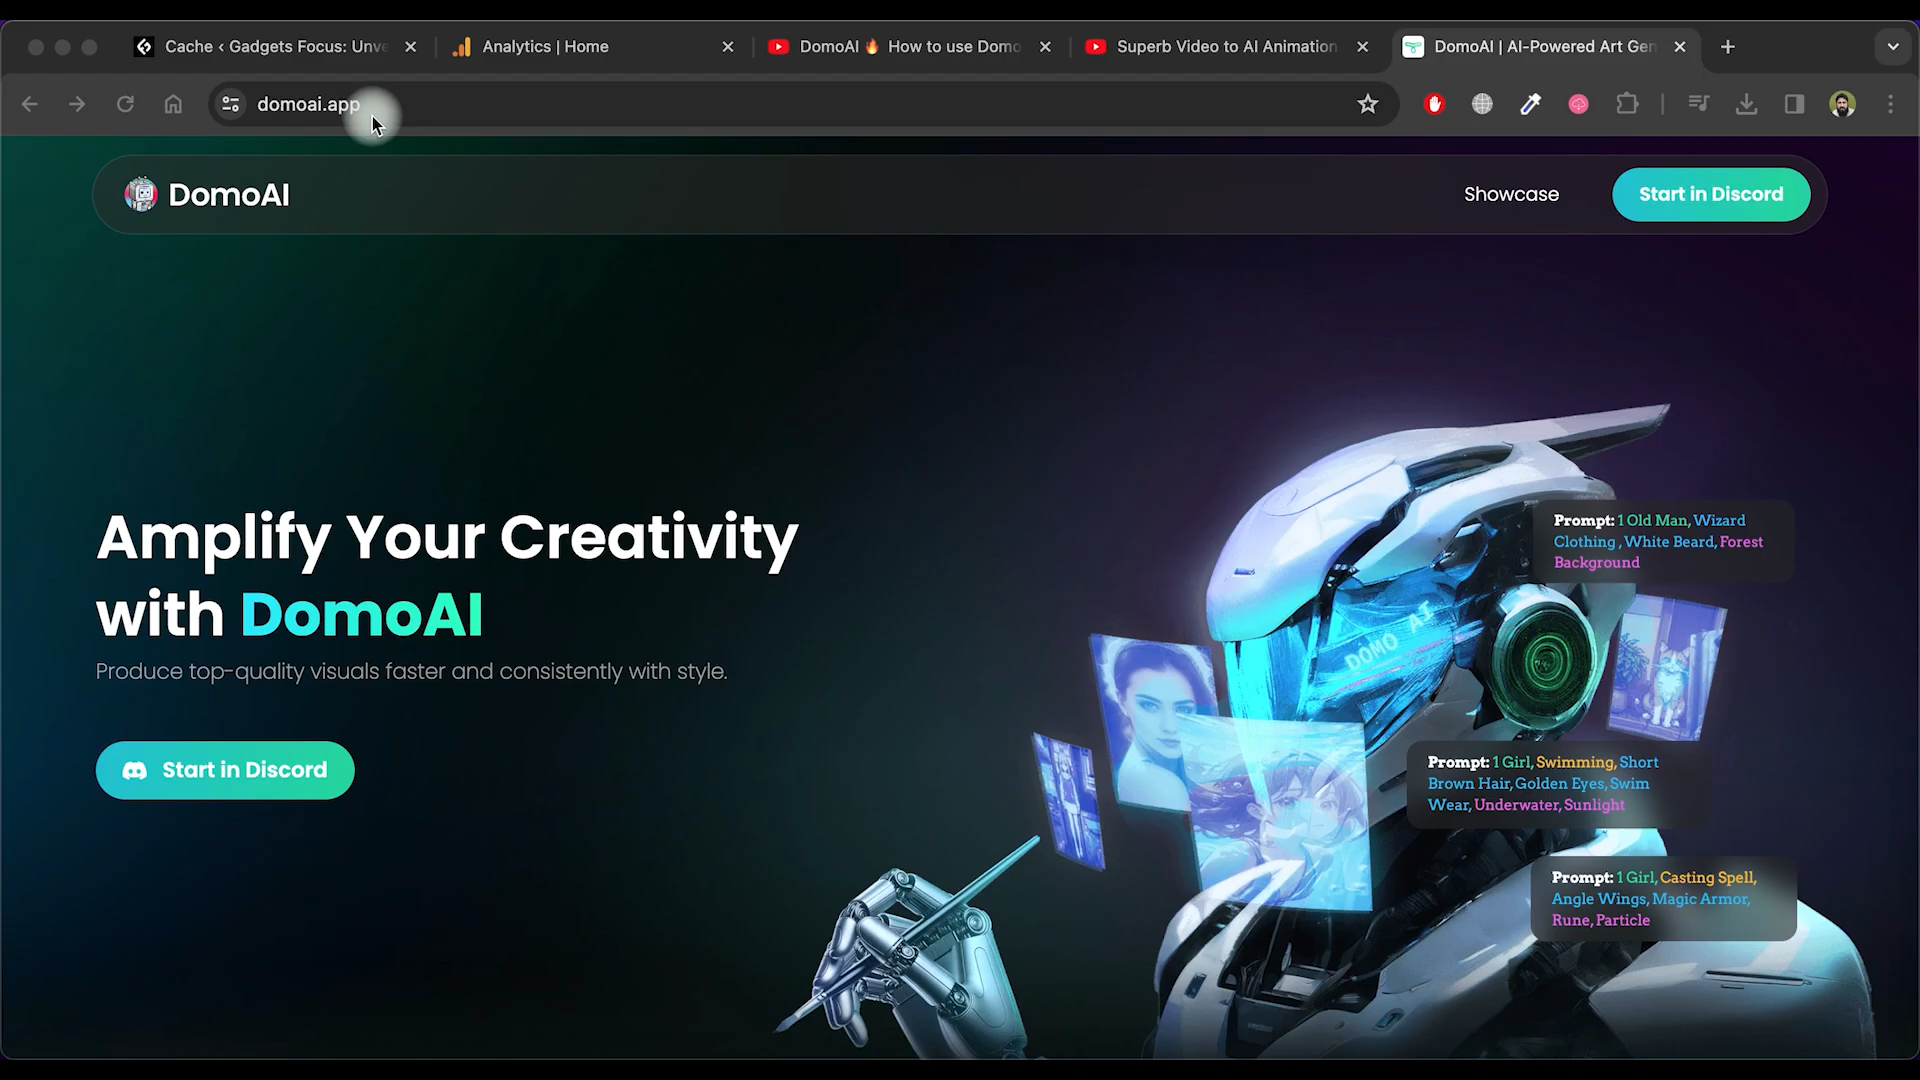 Cache ‹ Gadgets Focus: Unve
Analytics | Home
DomoAI 🔥 How to use Domo
Superb Video to AI Animation
DomoAI | AI-Powered Art Gen
domoai.app
DomoAI
Showcase
Start in Discord
Amplify Your Creativity
with DomoAI
Produce top-quality visuals faster and consistently with style.
Start in Discord
DOMO AI
Prompt: 1 Old Man, Wizard
Clothing , White Beard, Forest
Background
Prompt: 1 Girl, Swimming, Short
Brown Hair, Golden Eyes, Swim
Wear, Underwater, Sunlight
Prompt: 1 Girl, Casting Spell,
Angle Wings, Magic Armor,
Rune, Particle